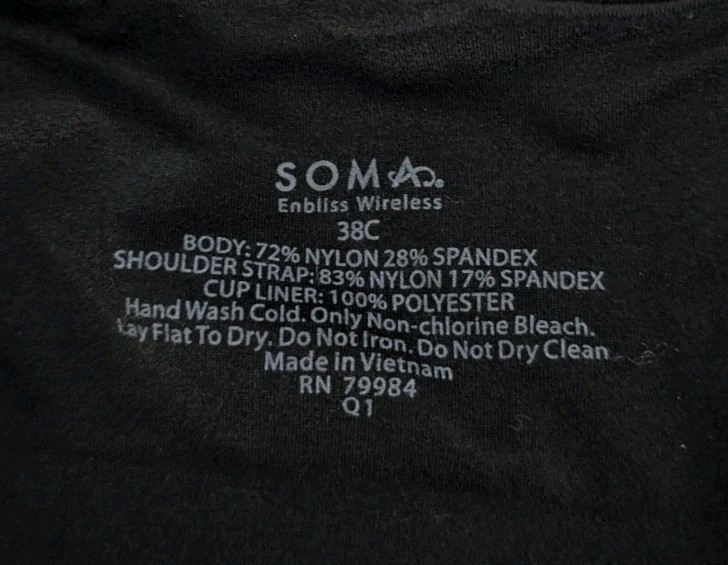 SOMA
Enbliss Wireless
38C
BODY: 72% NYLON 28% SPANDEX
SHOULDER STRAP: 83% NYLON 17% SPANDEX
CUP LINER: 100% POLYESTER
Hand Wash Cold. Only Non-chlorine Bleach.
Lay Flat To Dry. Do Not Iron. Do Not Dry Clean
Made in Vietnam
RN 79984
Q1